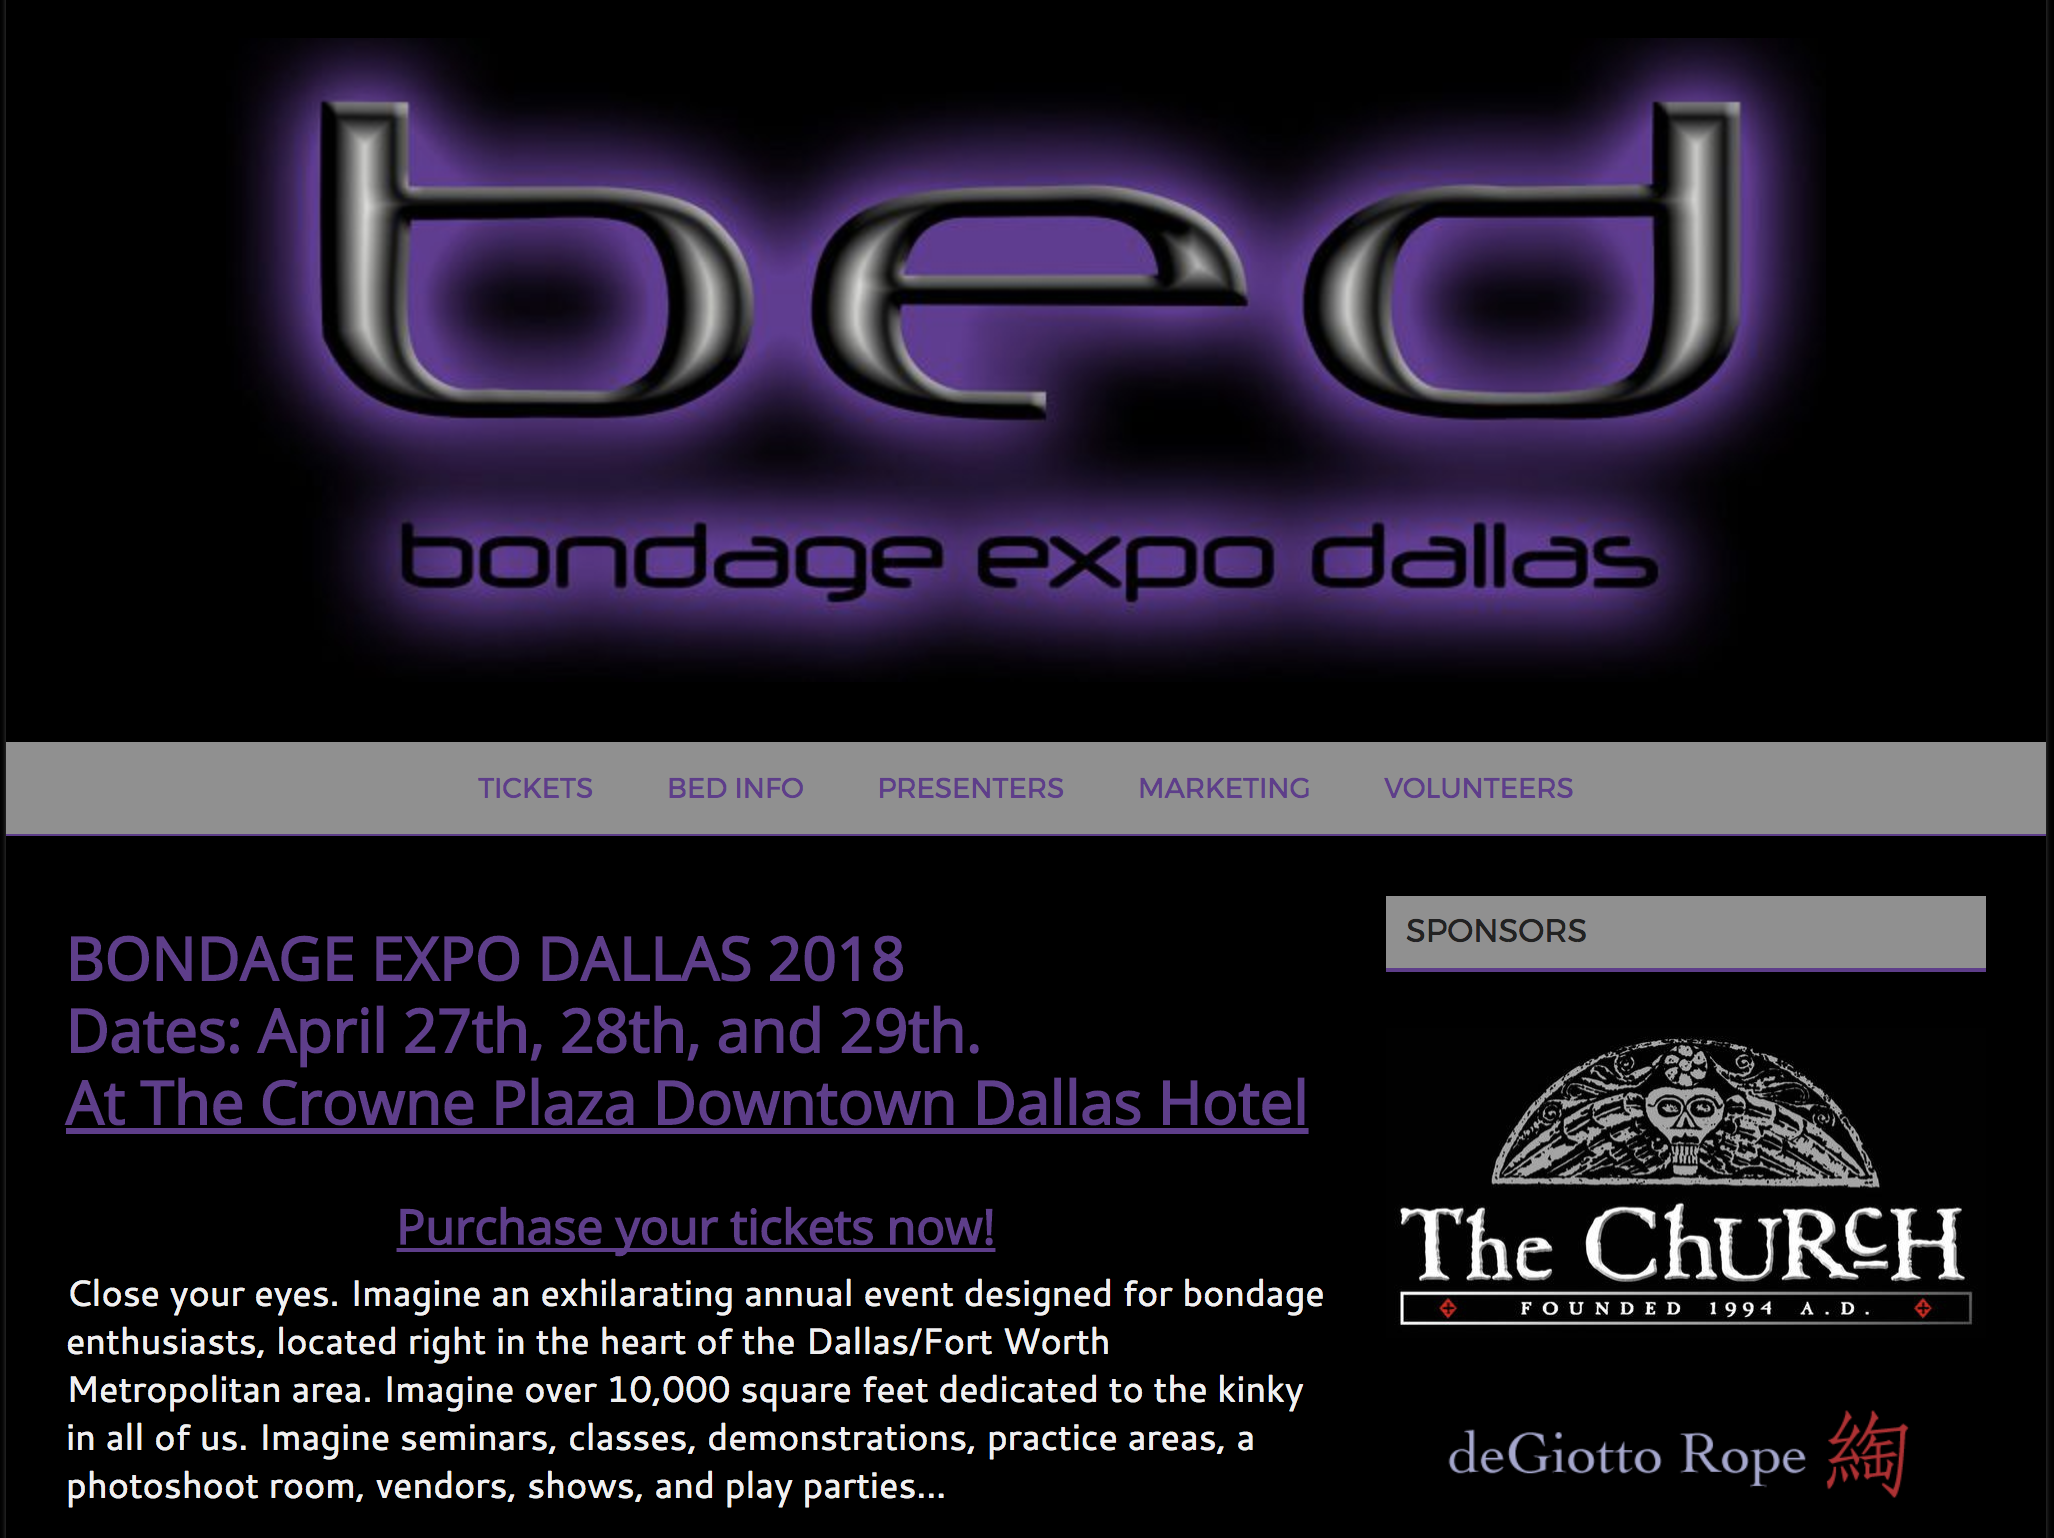 bed
bondage expo dallas
TICKETS BED INFO PRESENTERS MARKETING VOLUNTEERS
BONDAGE EXPO DALLAS 2018
Dates: April 27th, 28th, and 29th.
At The Crowne Plaza Downtown Dallas Hotel
Purchase your tickets now!
Close your eyes. Imagine an exhilarating annual event designed for bondage
enthusiasts, located right in the heart of the Dallas/Fort Worth
Metropolitan area. Imagine over 10,000 square feet dedicated to the kinky
in all of us. Imagine seminars, classes, demonstrations, practice areas, a
photoshoot room, vendors, shows, and play parties...
SPONSORS
The Church
FOUNDED 1994 A.D.
deGiotto Rope 綯